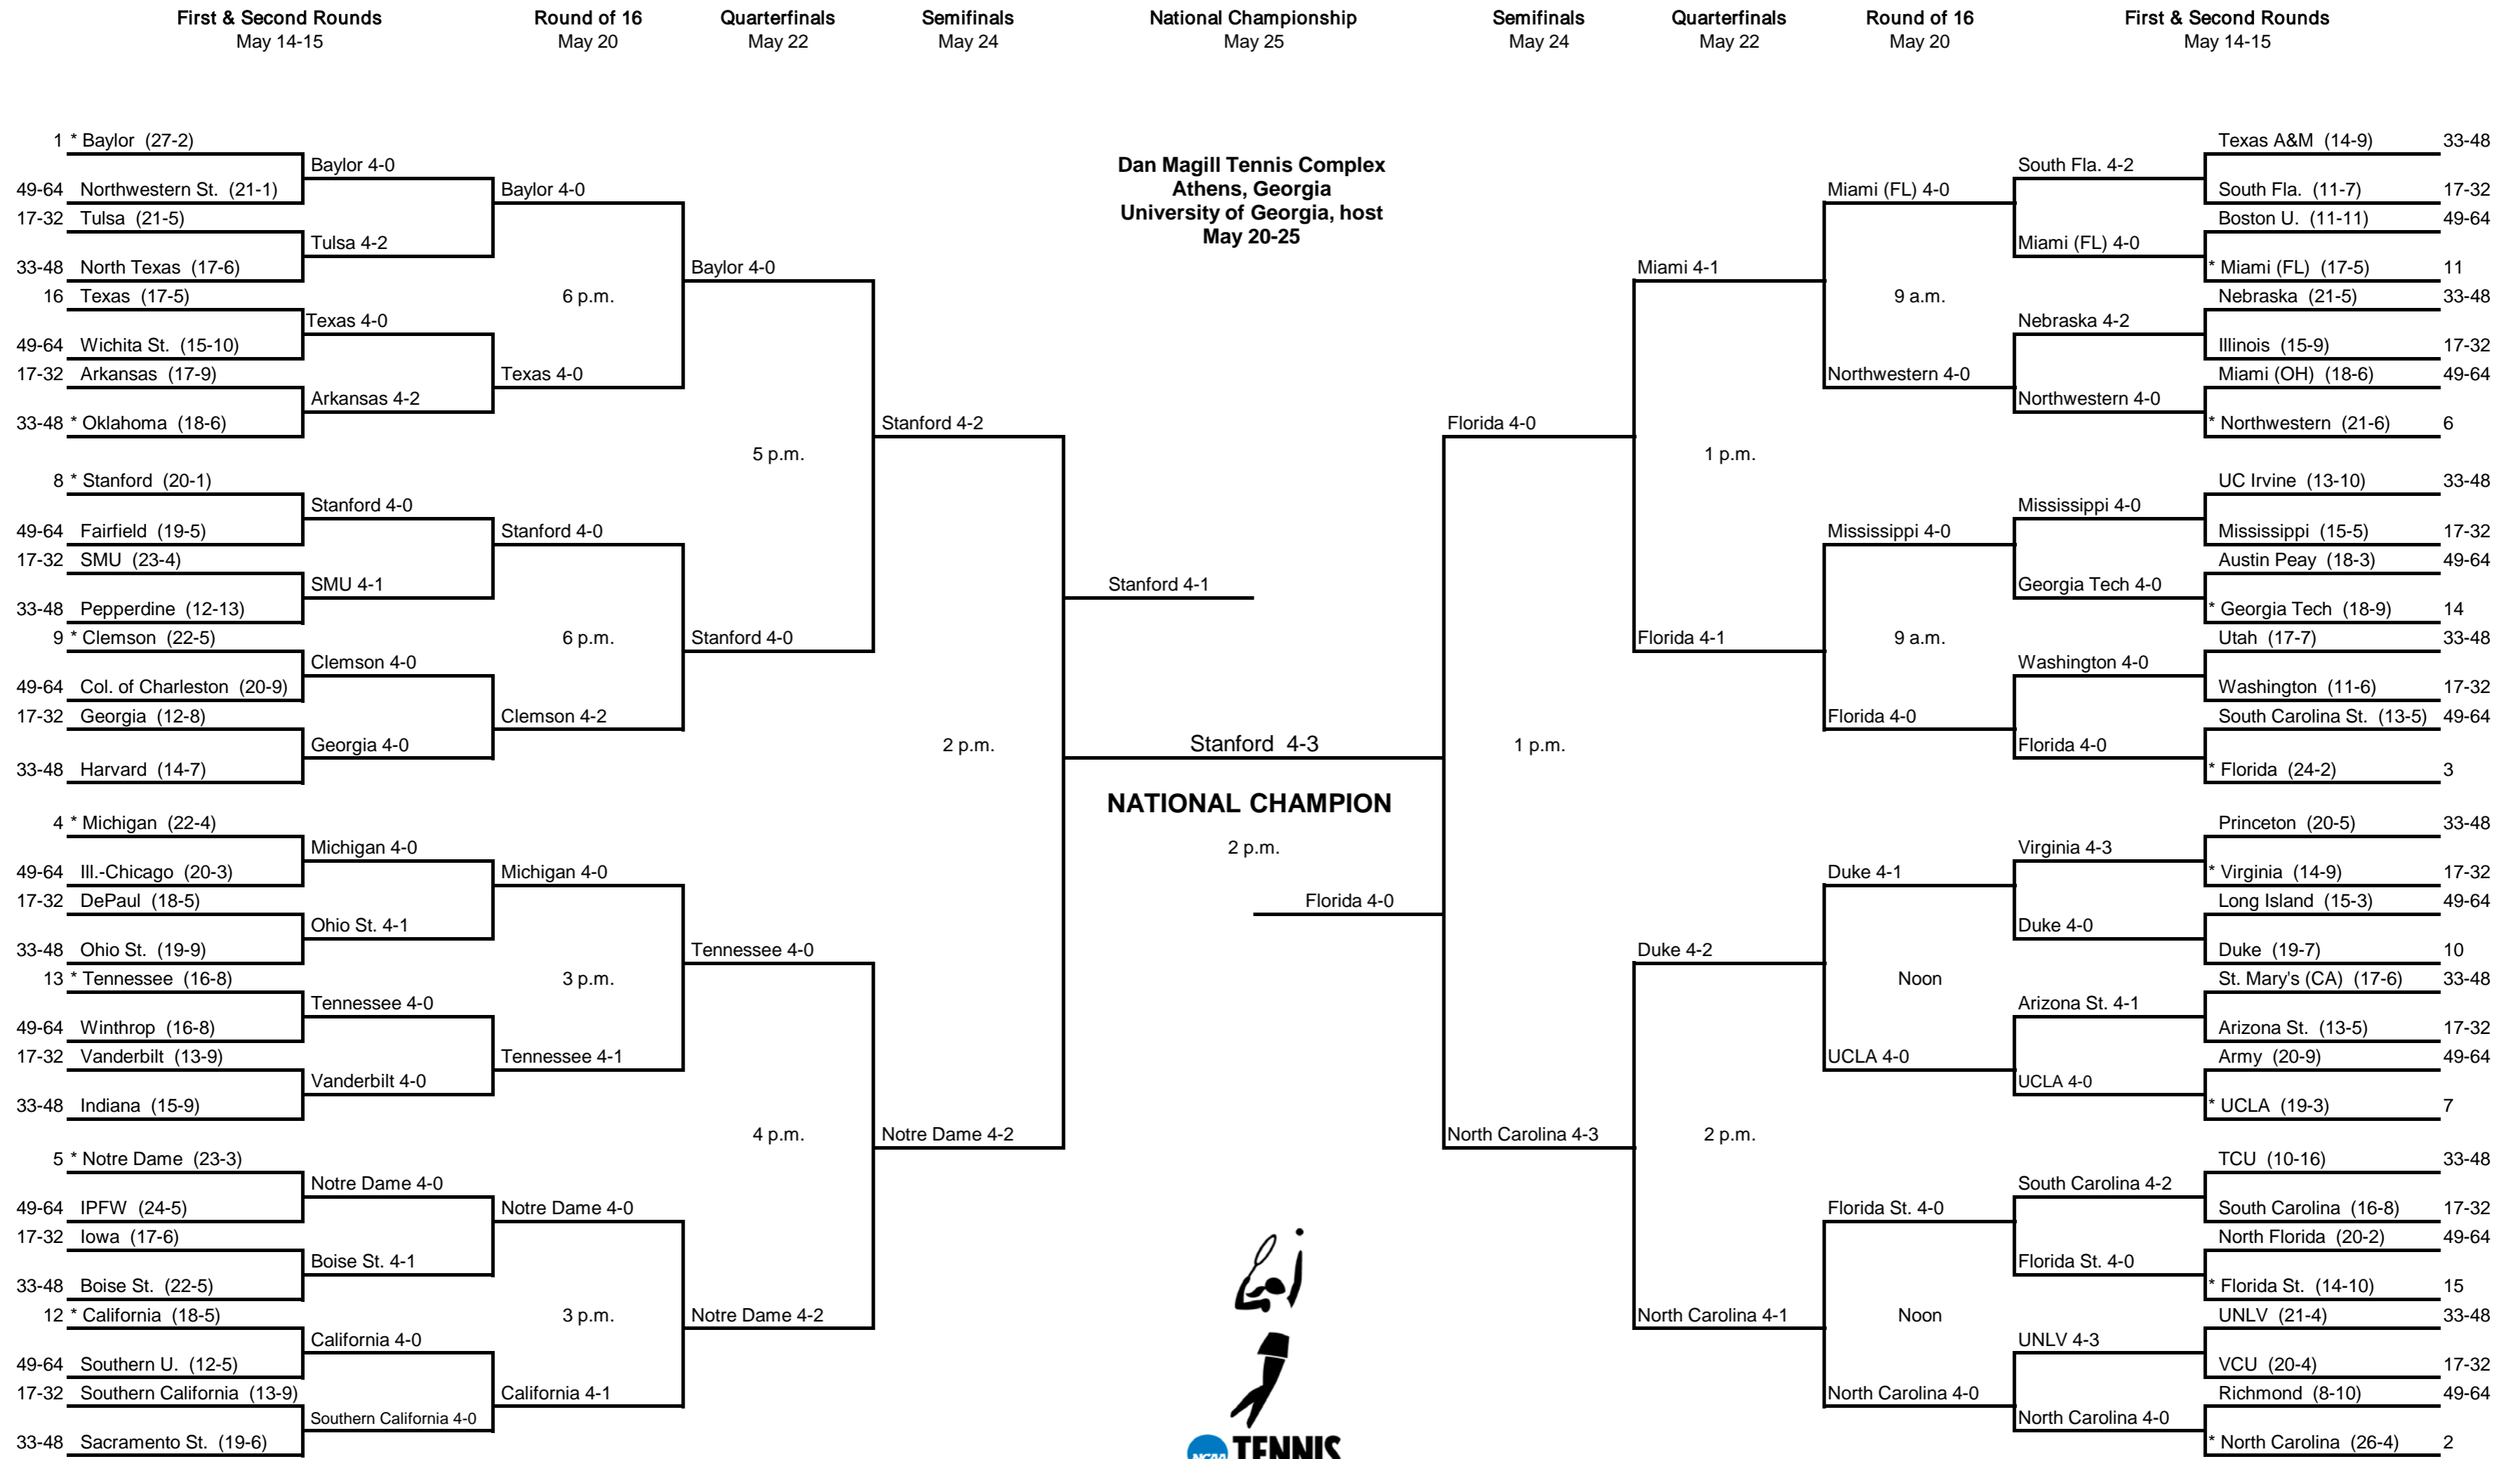 First & Second Rounds
May 14-15
Round of 16
May 20
Quarterfinals
May 22
Semifinals
May 24
National Championship
May 25
Semifinals
May 24
Quarterfinals
May 22
Round of 16
May 20
First & Second Rounds
May 14-15
1 * Baylor (27-2)
49-64 Northwestern St. (21-1)
17-32 Tulsa (21-5)
33-48 North Texas (17-6)
16 Texas (17-5)
49-64 Wichita St. (15-10)
17-32 Arkansas (17-9)
33-48 * Oklahoma (18-6)
8 * Stanford (20-1)
49-64 Fairfield (19-5)
17-32 SMU (23-4)
33-48 Pepperdine (12-13)
9 * Clemson (22-5)
49-64 Col. of Charleston (20-9)
17-32 Georgia (12-8)
33-48 Harvard (14-7)
4 * Michigan (22-4)
49-64 Ill.-Chicago (20-3)
17-32 DePaul (18-5)
33-48 Ohio St. (19-9)
13 * Tennessee (16-8)
49-64 Winthrop (16-8)
17-32 Vanderbilt (13-9)
33-48 Indiana (15-9)
5 * Notre Dame (23-3)
49-64 IPFW (24-5)
17-32 Iowa (17-6)
33-48 Boise St. (22-5)
12 * California (18-5)
49-64 Southern U. (12-5)
17-32 Southern California (13-9)
33-48 Sacramento St. (19-6)
Baylor 4-0
Tulsa 4-2
Texas 4-0
Arkansas 4-2
Stanford 4-0
SMU 4-1
Clemson 4-0
Georgia 4-0
Michigan 4-0
Ohio St. 4-1
Tennessee 4-0
Vanderbilt 4-0
Notre Dame 4-0
Boise St. 4-1
California 4-0
Southern California 4-0
Baylor 4-0
6 p.m.
Texas 4-0
Stanford 4-0
6 p.m.
Clemson 4-2
Michigan 4-0
3 p.m.
Tennessee 4-1
Notre Dame 4-0
3 p.m.
California 4-1
Baylor 4-0
5 p.m.
Stanford 4-0
Tennessee 4-0
4 p.m.
Notre Dame 4-2
Stanford 4-2
2 p.m.
Notre Dame 4-2
Dan Magill Tennis Complex
Athens, Georgia
University of Georgia, host
May 20-25
Stanford 4-1
Stanford 4-3
NATIONAL CHAMPION
2 p.m.
Florida 4-0
NCAA TENNIS
Florida 4-0
1 p.m.
North Carolina 4-3
Miami 4-1
1 p.m.
Florida 4-1
Duke 4-2
2 p.m.
North Carolina 4-1
Miami (FL) 4-0
9 a.m.
Northwestern 4-0
Mississippi 4-0
9 a.m.
Florida 4-0
Duke 4-1
Noon
UCLA 4-0
Florida St. 4-0
Noon
North Carolina 4-0
South Fla. 4-2
Miami (FL) 4-0
Nebraska 4-2
Northwestern 4-0
Mississippi 4-0
Georgia Tech 4-0
Washington 4-0
Florida 4-0
Virginia 4-3
Duke 4-0
Arizona St. 4-1
UCLA 4-0
South Carolina 4-2
Florida St. 4-0
UNLV 4-3
North Carolina 4-0
Texas A&M (14-9) 33-48
South Fla. (11-7) 17-32
Boston U. (11-11) 49-64
* Miami (FL) (17-5) 11
Nebraska (21-5) 33-48
Illinois (15-9) 17-32
Miami (OH) (18-6) 49-64
* Northwestern (21-6) 6
UC Irvine (13-10) 33-48
Mississippi (15-5) 17-32
Austin Peay (18-3) 49-64
* Georgia Tech (18-9) 14
Utah (17-7) 33-48
Washington (11-6) 17-32
South Carolina St. (13-5) 49-64
* Florida (24-2) 3
Princeton (20-5) 33-48
* Virginia (14-9) 17-32
Long Island (15-3) 49-64
Duke (19-7) 10
St. Mary's (CA) (17-6) 33-48
Arizona St. (13-5) 17-32
Army (20-9) 49-64
* UCLA (19-3) 7
TCU (10-16) 33-48
South Carolina (16-8) 17-32
North Florida (20-2) 49-64
* Florida St. (14-10) 15
UNLV (21-4) 33-48
VCU (20-4) 17-32
Richmond (8-10) 49-64
* North Carolina (26-4) 2